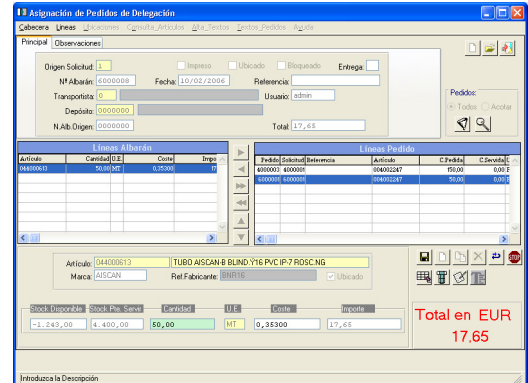 Asignación de Pedidos de Delegación
Cabecera Lineas Ubicaciones Consulta_Artículos Alta_Textos Textos_Pedidos Ayuda
Principal Observaciones
Origen Solicitud: 1 Impreso Ubicado Bloqueado Entrega:
Nº Albarán: 6000008 Fecha: 10/02/2006 Referencia:
Transportista: 0 Usuario: admin
Depósito: 0000000
N.Alb.Origen: 0000000 Total: 17,65
Pedidos:
Todos Acotar
Líneas Albarán
Artículo Cantidad U.E. Coste Impo
044000613 50,00 MT 0,35300 17
Líneas Pedido
Pedido Solicitud Referencia Artículo C.Pedida C.Servida
4000003 400000 004002247 150,00 0,00
6000009 6000009 004002247 50,00 0,00
Artículo: 044000613 TUBO AISCAN-B BLIND.Ý16 PVC IP-7 ROSC.NG
Marca: AISCAN Ref.Fabricante: BNR16 Ubicado
Stock Disponible Stock Pte. Servir Cantidad U.E Coste Importe
-1.243,00 4.400,00 50,00 MT 0,35300 17,65
Total en EUR
17,65
Introduzca la Descripción